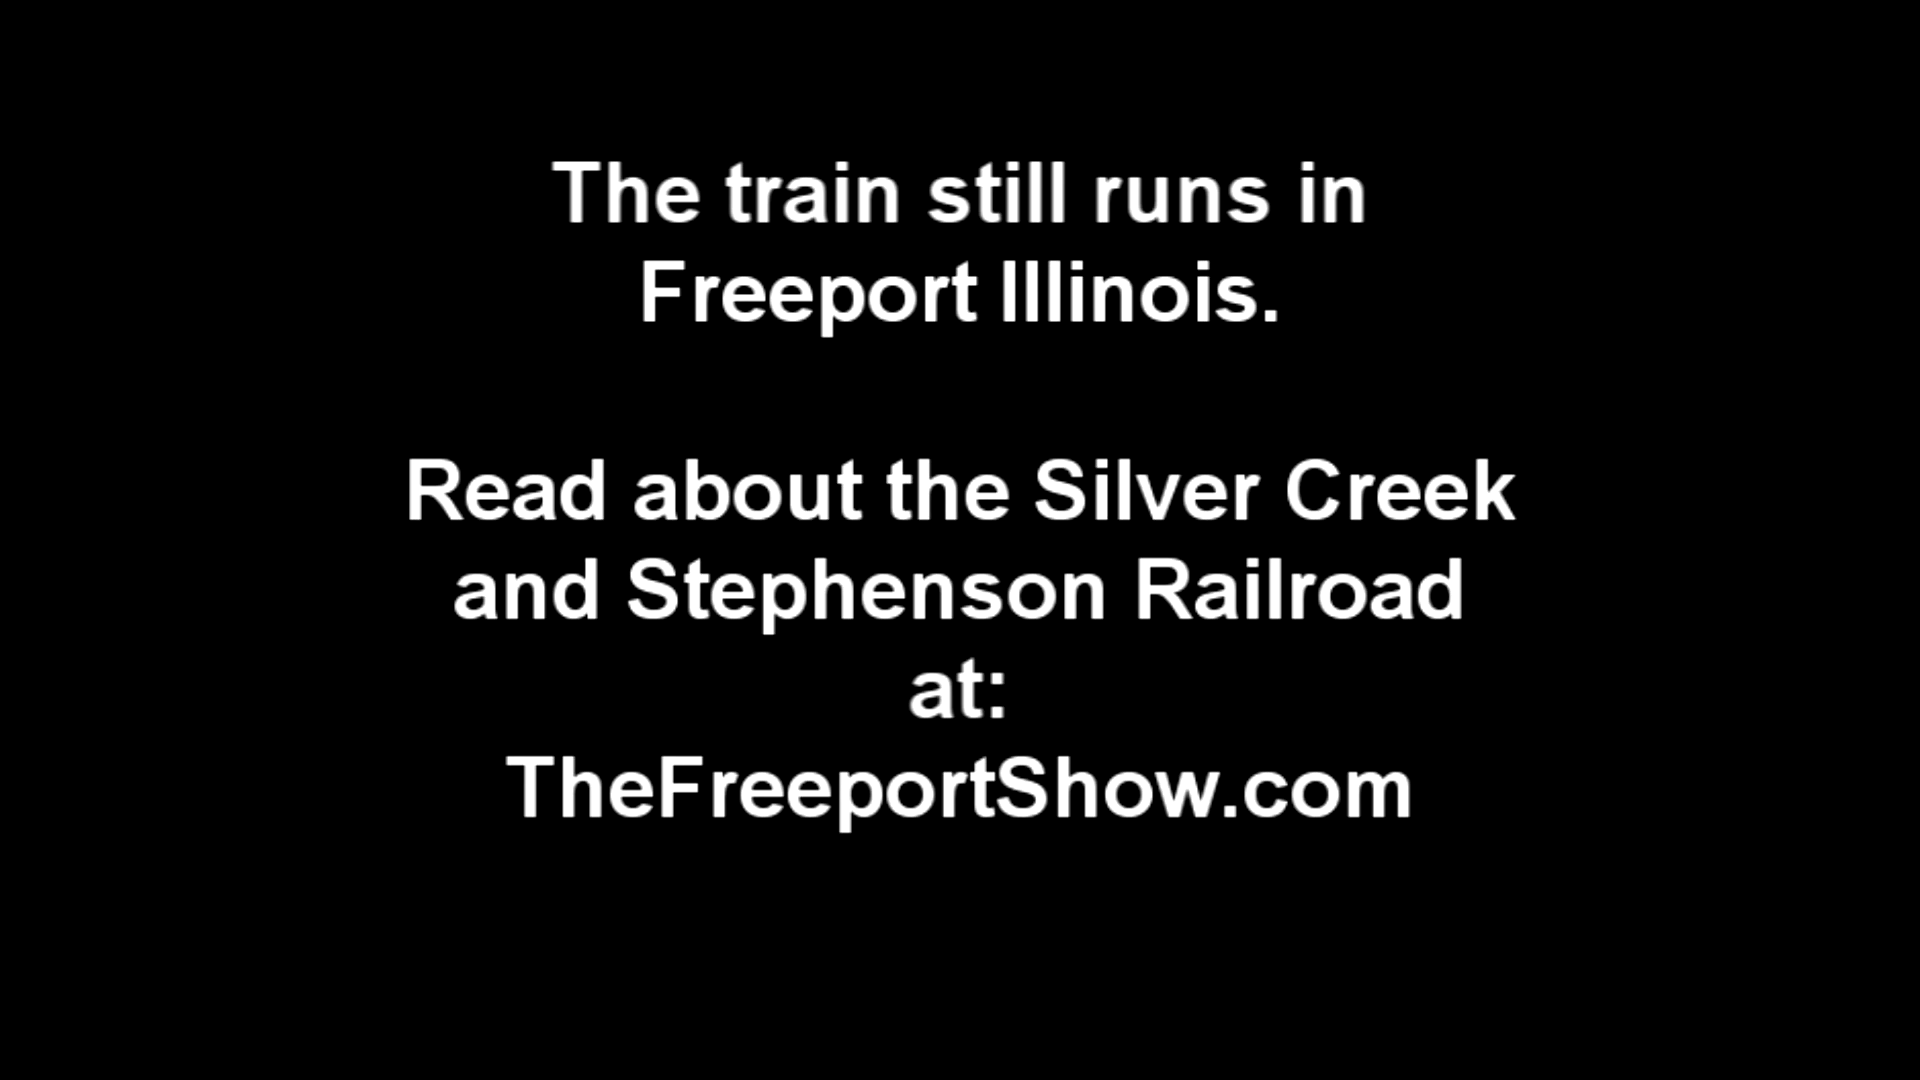 The train still runs in
Freeport Illinois.
Read about the Silver Creek
and Stephenson Railroad
at:
TheFreeportShow.com